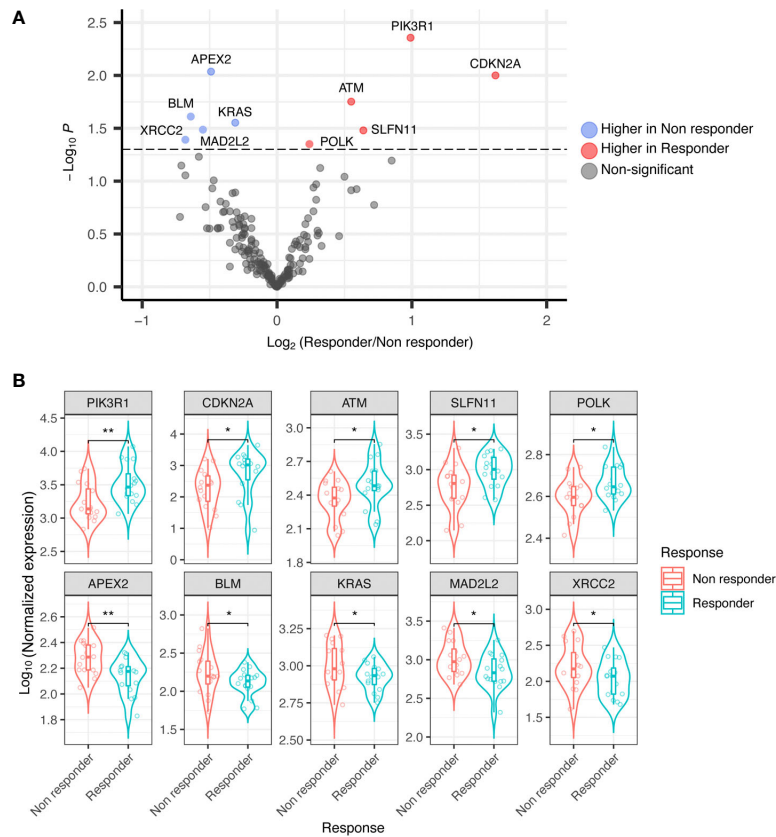 A
2.5
2.0
1.5
1.0
0.5
0.0
− Log10 P
PIK3R1
CDKN2A
APEX2
ATM
BLM
KRAS
XRCC2
MAD2L2
SLFN11
POLK
−1
0
1
2
Log2 (Responder/Non responder)
Higher in Non responder
Higher in Responder
Non-significant
B
PIK3R1
CDKN2A
ATM
SLFN11
POLK
4.5
4.0
3.5
3.0
2.5
**
4
3
2
1
0
*
3.0
2.7
2.4
2.1
1.8
*
3.5
3.0
2.5
2.0
1.5
*
2.8
2.6
2.4
*
APEX2
BLM
KRAS
MAD2L2
XRCC2
2.6
2.4
2.2
2.0
1.8
**
3.0
2.5
2.0
1.5
*
3.25
3.00
2.75
2.50
*
3.5
3.0
2.5
2.0
*
3.0
2.5
2.0
1.5
*
Log10 (Normalized expression)
Non responder
Responder
Non responder
Responder
Non responder
Responder
Non responder
Responder
Non responder
Responder
Response
Response
Non responder
Responder